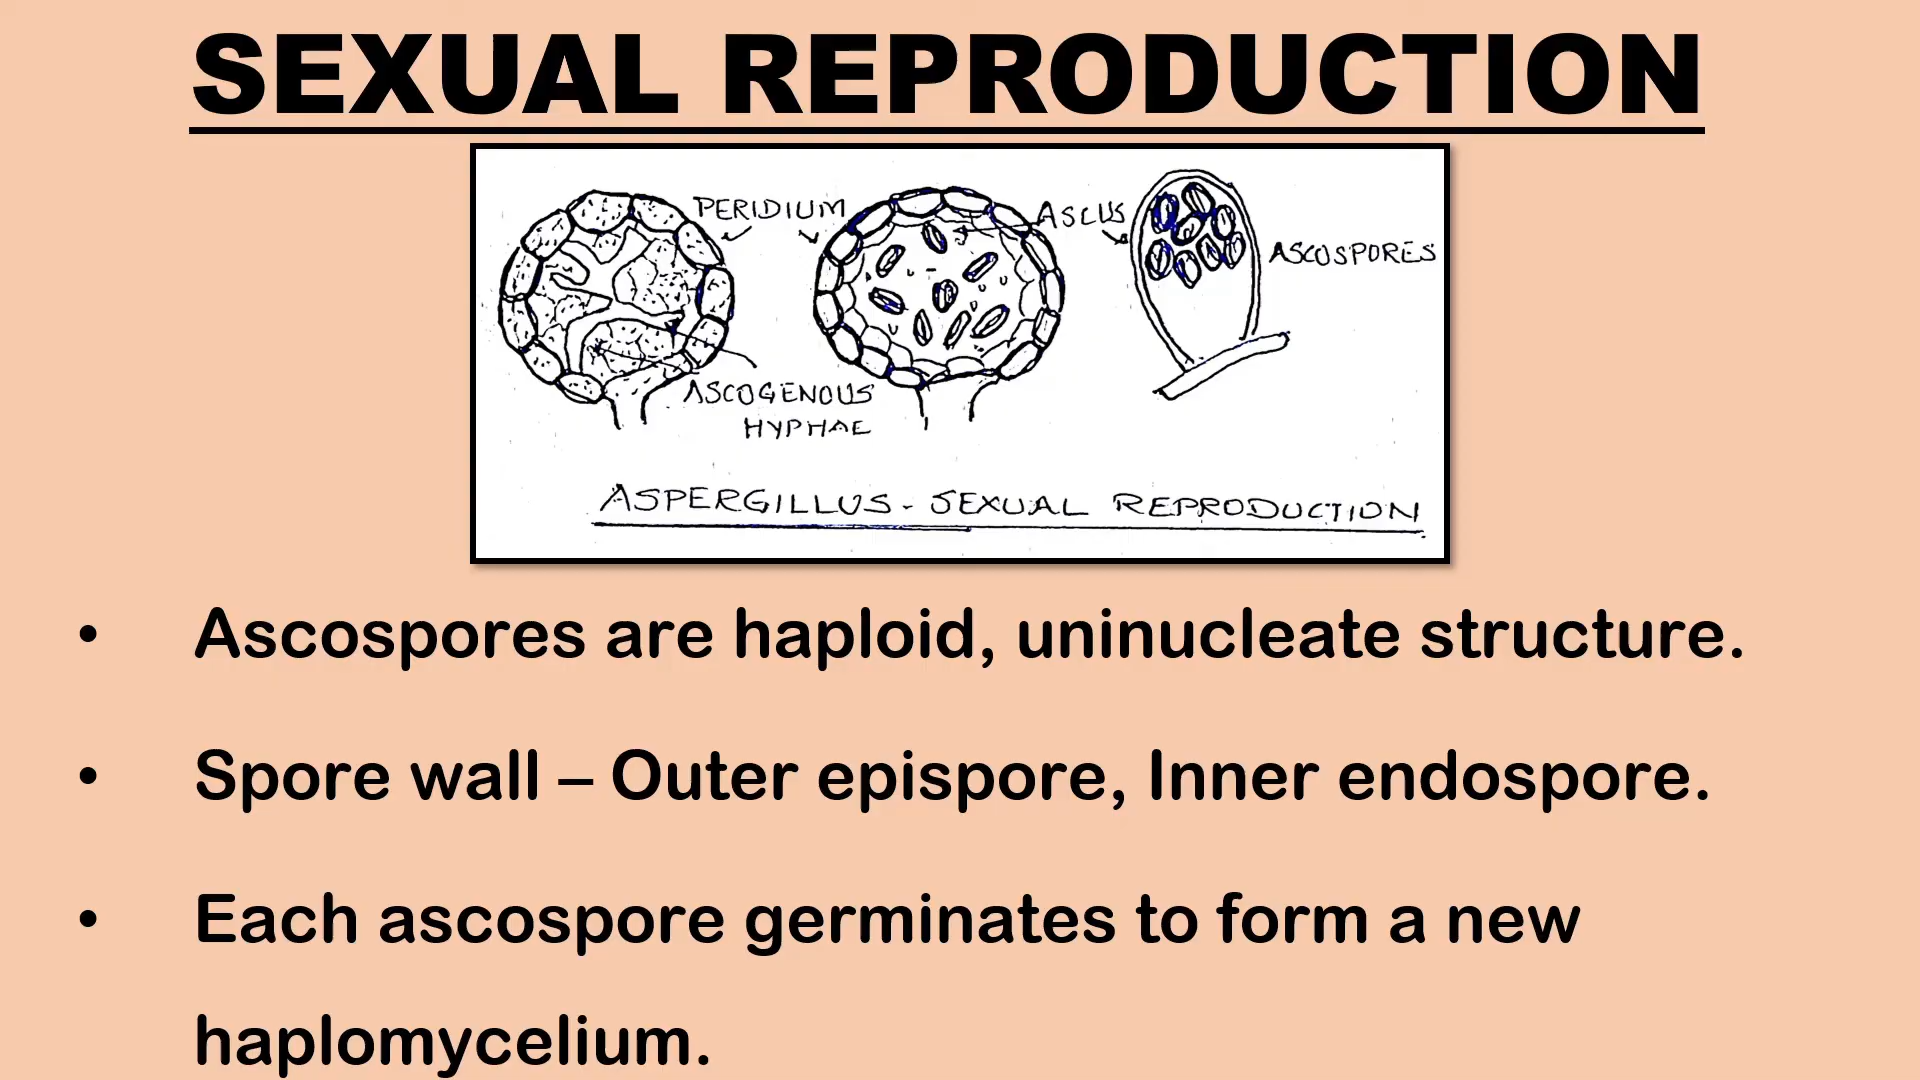 SEXUAL REPRODUCTION
PERIDIUM
ASCUS
ASCOSPORES
ASCOGENOUS
HYPHAE
ASPERGILLUS - SEXUAL REPRODUCTION
• Ascospores are haploid, uninucleate structure.
• Spore wall – Outer epispore, Inner endospore.
• Each ascospore germinates to form a new
haplomycelium.